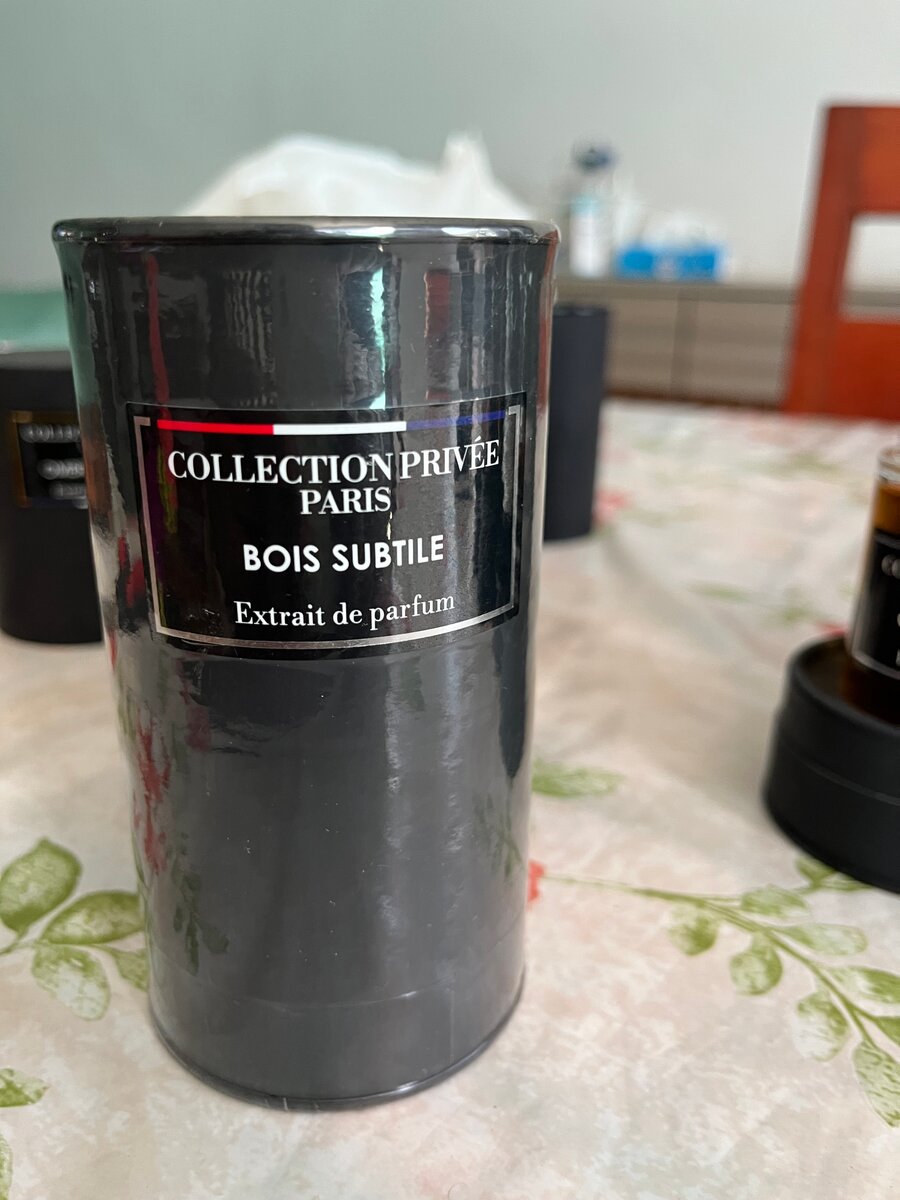 COLLECTION PRIVÉE
PARIS
BOIS SUBTILE
Extrait de parfum